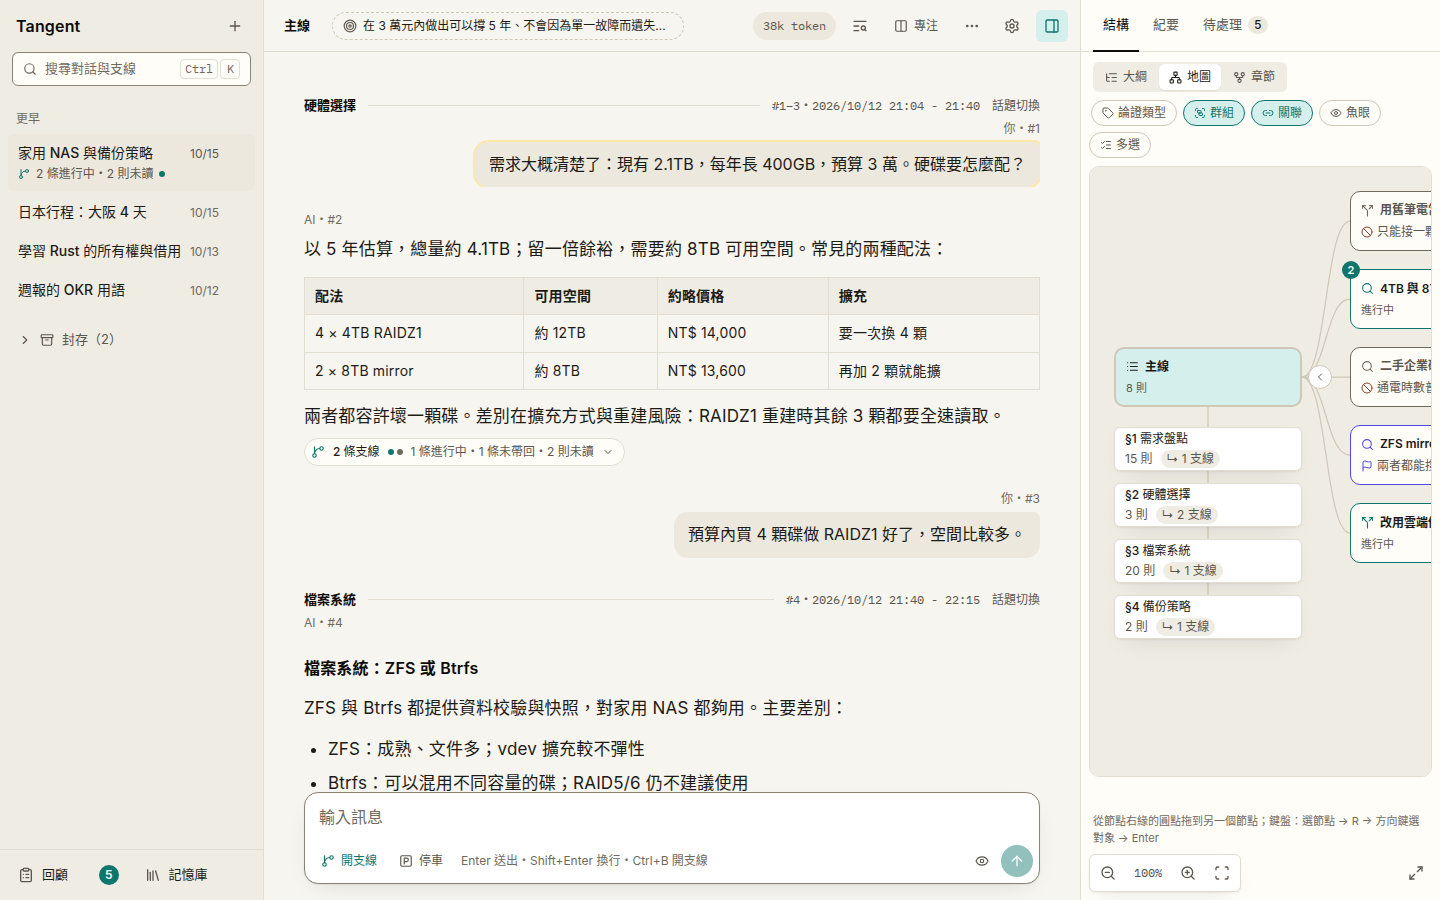 Tangent
搜尋對話與支線 Ctrl K
更早
家用 NAS 與備份策略 10/15
2 條進行中・2 則未讀
日本行程：大阪 4 天 10/15
學習 Rust 的所有權與借用 10/13
週報的 OKR 用語 10/12
封存（2）
回顧 5 記憶庫
主線 在 3 萬元內做出可以撐 5 年、不會因為單一故障而遺失… 38k token 專注
硬體選擇 #1–3・2026/10/12 21:04 - 21:40 話題切換
你・#1
需求大概清楚了：現有 2.1TB，每年長 400GB，預算 3 萬。硬碟要怎麼配？
AI・#2
以 5 年估算，總量約 4.1TB；留一倍餘裕，需要約 8TB 可用空間。常見的兩種配法：
配法 可用空間 約略價格 擴充
4 × 4TB RAIDZ1 約 12TB NT$ 14,000 要一次換 4 顆
2 × 8TB mirror 約 8TB NT$ 13,600 再加 2 顆就能擴
兩者都容許壞一顆碟。差別在擴充方式與重建風險：RAIDZ1 重建時其餘 3 顆都要全速讀取。
2 條支線 1 條進行中・1 條未帶回・2 則未讀
你・#3
預算內買 4 顆碟做 RAIDZ1 好了，空間比較多。
檔案系統 #4・2026/10/12 21:40 - 22:15 話題切換
AI・#4
檔案系統：ZFS 或 Btrfs
ZFS 與 Btrfs 都提供資料校驗與快照，對家用 NAS 都夠用。主要差別：
• ZFS：成熟、文件多；vdev 擴充較不彈性
• Btrfs：可以混用不同容量的碟；RAID5/6 仍不建議使用
輸入訊息
開支線 停車 Enter 送出・Shift+Enter 換行・Ctrl+B 開支線
結構 紀要 待處理 5
大綱 地圖 章節
論證類型 群組 關聯 魚眼
多選
用舊筆電
只能接一
2
4TB 與 8
進行中
主線
8 則
二手企業
通電時數
§1 需求盤點
15 則 1 支線
ZFS mirr
兩者都能
§2 硬體選擇
3 則 2 支線
改用雲端
進行中
§3 檔案系統
20 則 1 支線
§4 備份策略
2 則 1 支線
從節點右緣的圓點拖到另一個節點；鍵盤：選節點 → R → 方向鍵選
對象 → Enter
100%